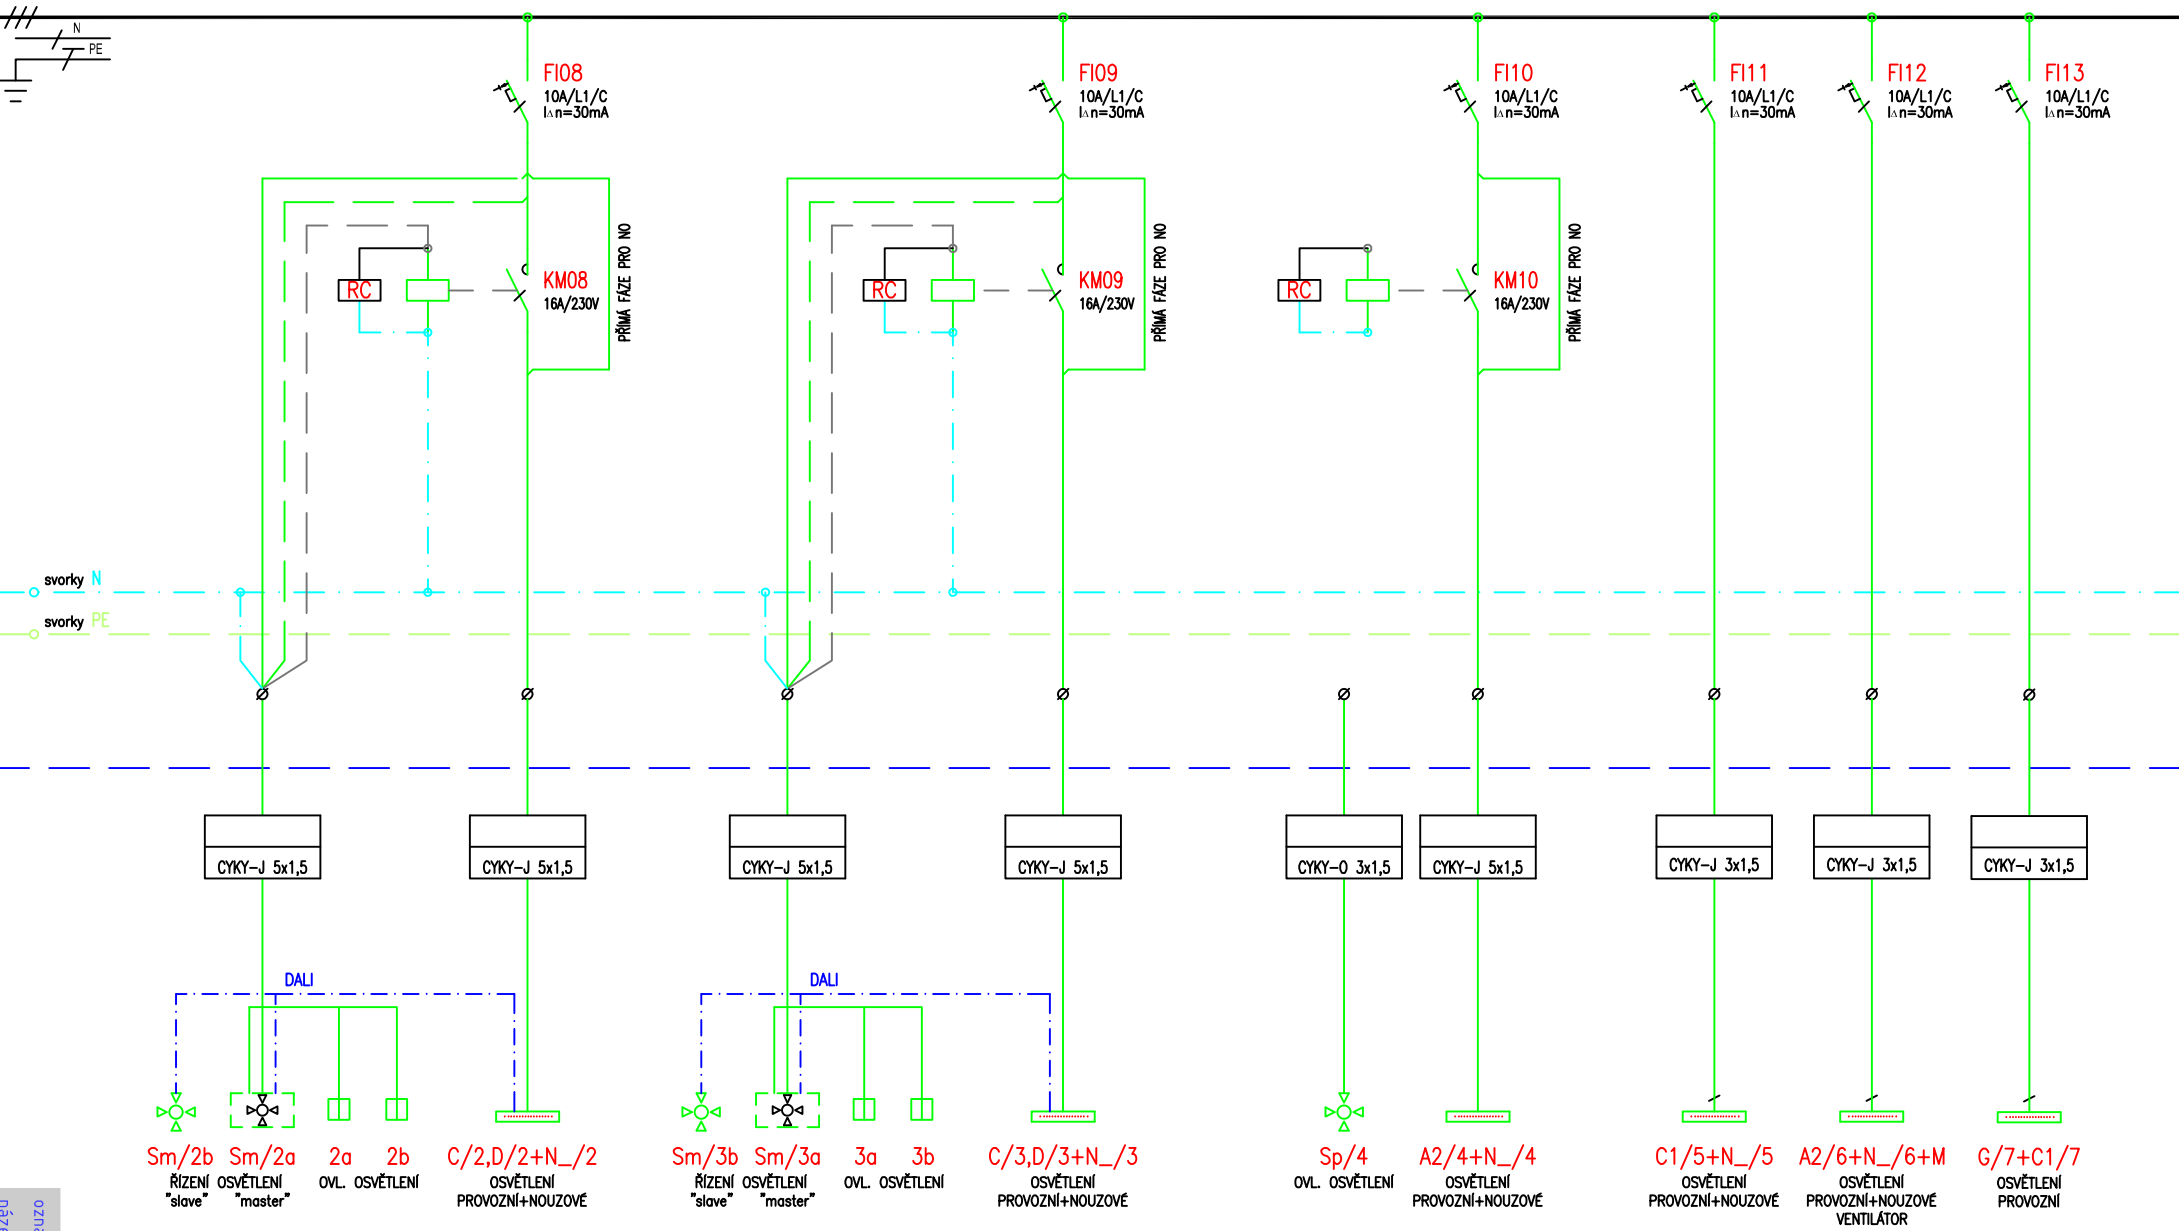 N
PE
FI08
10A/L1/C
I△n=30mA
FI09
10A/L1/C
I△n=30mA
FI10
10A/L1/C
I△n=30mA
FI11
10A/L1/C
I△n=30mA
FI12
10A/L1/C
I△n=30mA
FI13
10A/L1/C
I△n=30mA
RC
KM08
16A/230V
PŘÍMÁ FÁZE PRO NO
RC
KM09
16A/230V
PŘÍMÁ FÁZE PRO NO
RC
KM10
16A/230V
PŘÍMÁ FÁZE PRO NO
svorky N
svorky PE
CYKY-J 5x1,5
CYKY-J 5x1,5
CYKY-J 5x1,5
CYKY-J 5x1,5
CYKY-O 3x1,5
CYKY-J 5x1,5
CYKY-J 3x1,5
CYKY-J 3x1,5
CYKY-J 3x1,5
DALI
DALI
Sm/2b
Sm/2a
2a
2b
C/2,D/2+N_/2
Sm/3b
Sm/3a
3a
3b
C/3,D/3+N_/3
Sp/4
A2/4+N_/4
C1/5+N_/5
A2/6+N_/6+M
G/7+C1/7
ŘÍZENÍ OSVĚTLENÍ
"slave" "master"
OVL. OSVĚTLENÍ
OSVĚTLENÍ
PROVOZNÍ+NOUZOVÉ
ŘÍZENÍ OSVĚTLENÍ
"slave" "master"
OVL. OSVĚTLENÍ
OSVĚTLENÍ
PROVOZNÍ+NOUZOVÉ
OVL. OSVĚTLENÍ
OSVĚTLENÍ
PROVOZNÍ+NOUZOVÉ
OSVĚTLENÍ
PROVOZNÍ+NOUZOVÉ
OSVĚTLENÍ
PROVOZNÍ+NOUZOVÉ
VENTILÁTOR
OSVĚTLENÍ
PROVOZNÍ